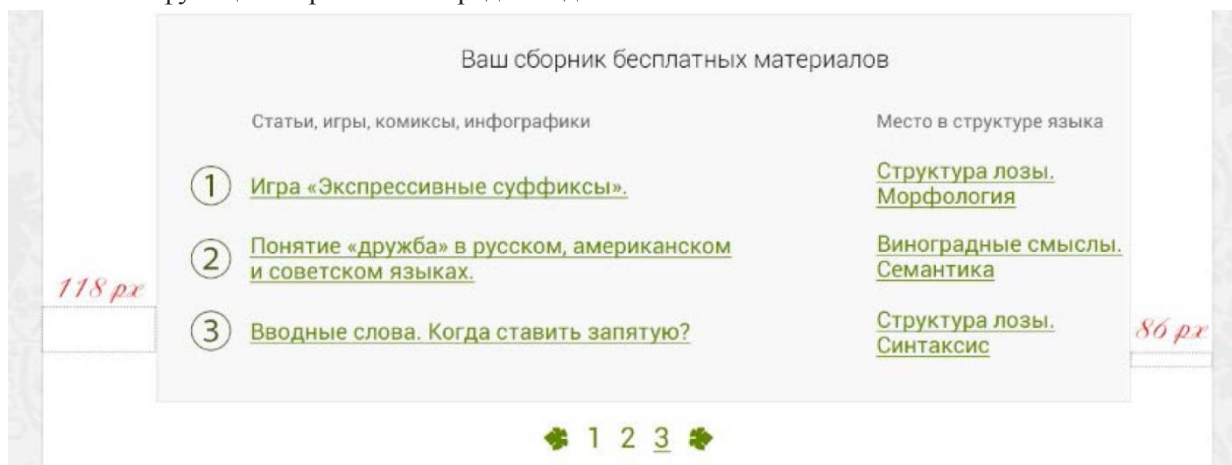 Ваш сборник бесплатных материалов
Статьи, игры, комиксы, инфографики
Место в структуре языка
1 Игра «Экспрессивные суффиксы».
Структура лозы.
Морфология
2 Понятие «дружба» в русском, американском
и советском языках.
Виноградные смыслы.
Семантика
118 px
3 Вводные слова. Когда ставить запятую?
Структура лозы.
Синтаксис
86 px
1 2 3